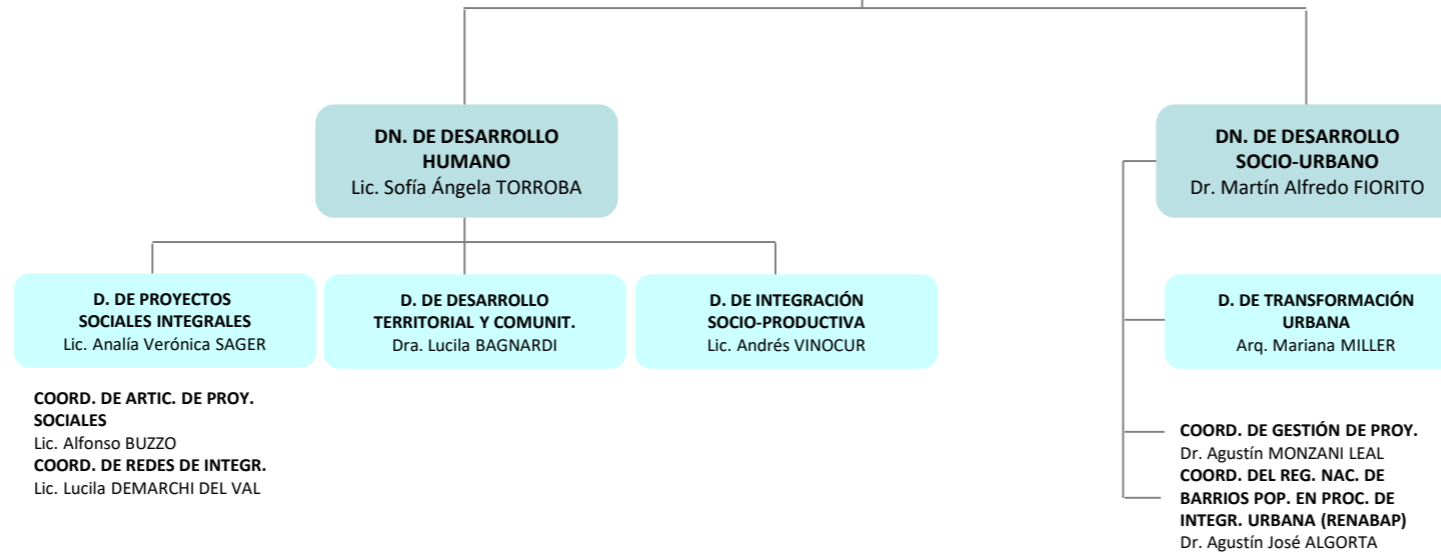 DN. DE DESARROLLO
HUMANO
Lic. Sofía Ángela TORROBA
DN. DE DESARROLLO
SOCIO-URBANO
Dr. Martín Alfredo FIORITO
D. DE PROYECTOS
SOCIALES INTEGRALES
Lic. Analía Verónica SAGER
D. DE DESARROLLO
TERRITORIAL Y COMUNIT.
Dra. Lucila BAGNARDI
D. DE INTEGRACIÓN
SOCIO-PRODUCTIVA
Lic. Andrés VINOCUR
D. DE TRANSFORMACIÓN
URBANA
Arq. Mariana MILLER
COORD. DE ARTIC. DE PROY.
SOCIALES
Lic. Alfonso BUZZO
COORD. DE REDES DE INTEGR.
Lic. Lucila DEMARCHI DEL VAL
COORD. DE GESTIÓN DE PROY.
Dr. Agustín MONZANI LEAL
COORD. DEL REG. NAC. DE
BARRIOS POP. EN PROC. DE
INTEGR. URBANA (RENABAP)
Dr. Agustín José ALGORTA